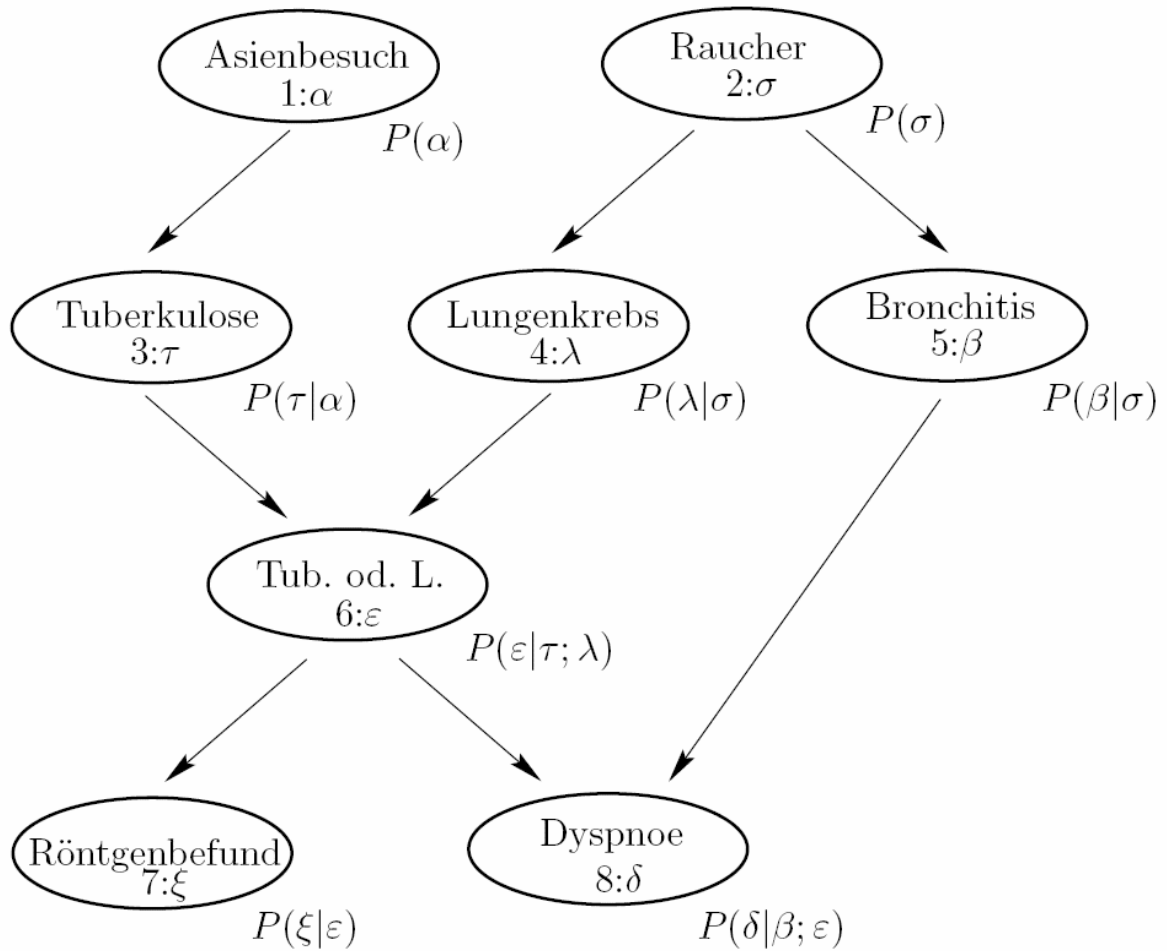 Asienbesuch
1:α
P(α)
Raucher
2:σ
P(σ)
Tuberkulose
3:τ
P(τ|α)
Lungenkrebs
4:λ
P(λ|σ)
Bronchitis
5:β
P(β|σ)
Tub. od. L.
6:ε
P(ε|τ; λ)
Röntgenbefund
7:ξ
P(ξ|ε)
Dyspnoe
8:δ
P(δ|β; ε)